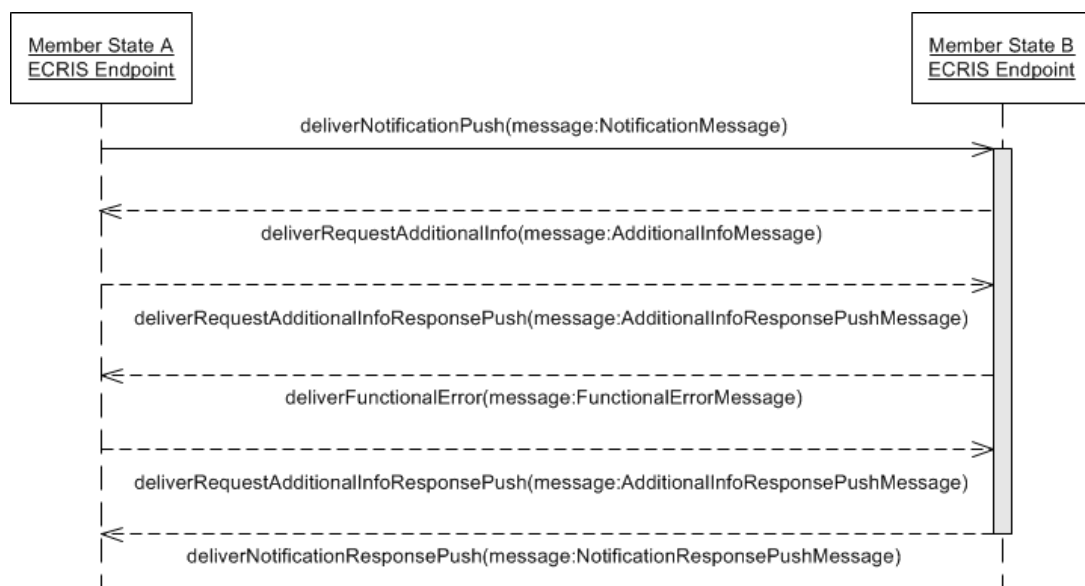 Member State A
ECRIS Endpoint
Member State B
ECRIS Endpoint
deliverNotificationPush(message:NotificationMessage)
deliverRequestAdditionalInfo(message:AdditionalInfoMessage)
deliverRequestAdditionalInfoResponsePush(message:AdditionalInfoResponsePushMessage)
deliverFunctionalError(message:FunctionalErrorMessage)
deliverRequestAdditionalInfoResponsePush(message:AdditionalInfoResponsePushMessage)
deliverNotificationResponsePush(message:NotificationResponsePushMessage)